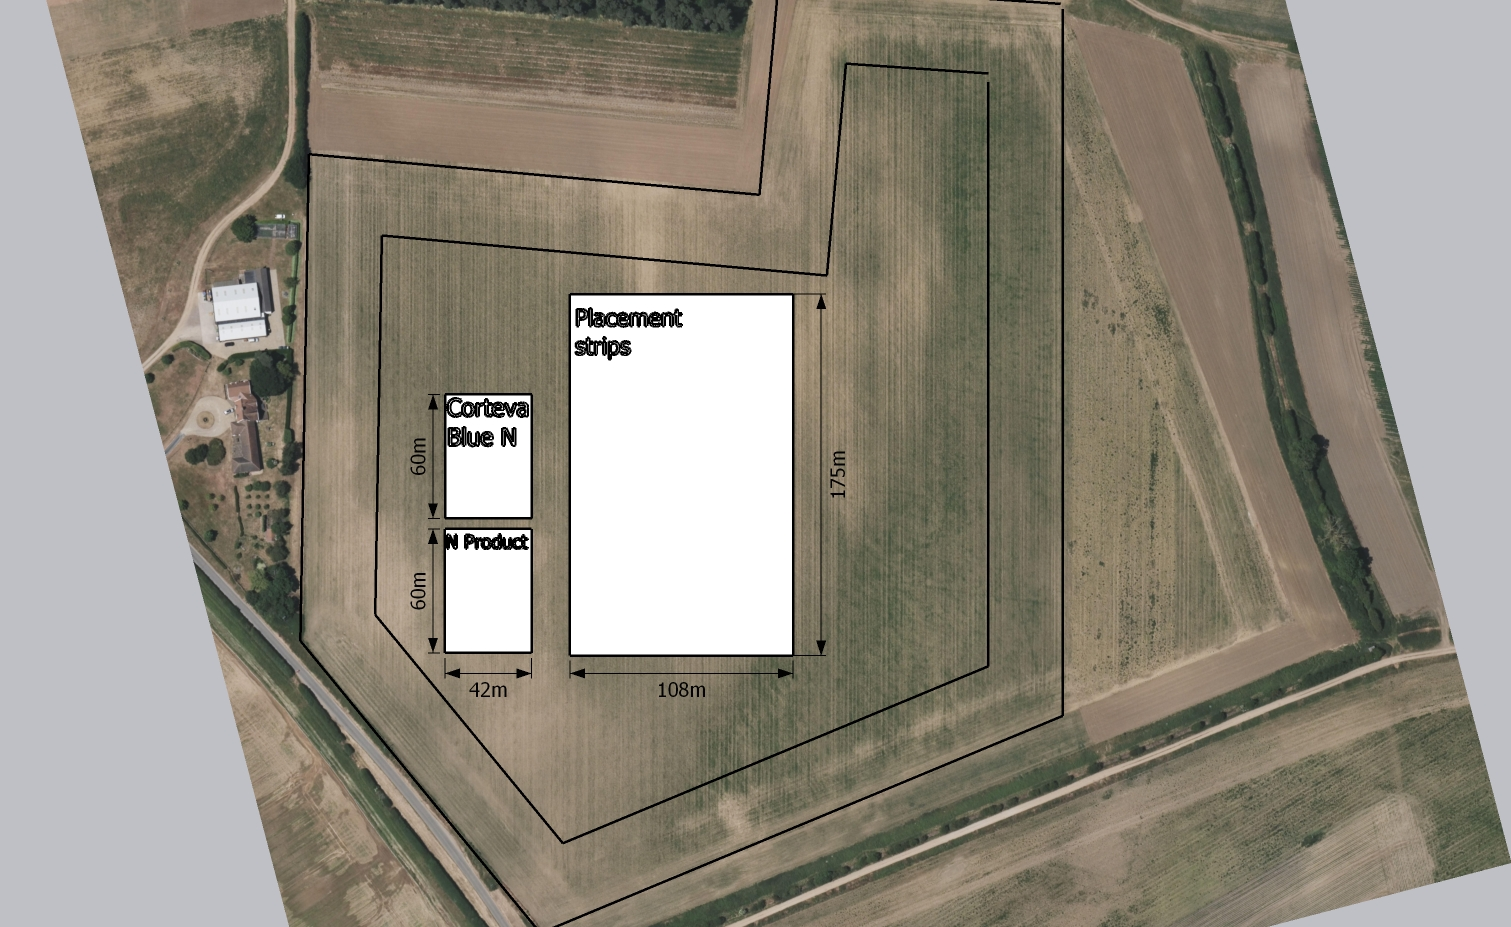 Placement
strips
Corteva
Blue N
60m
175m
N Product
60m
42m
108m